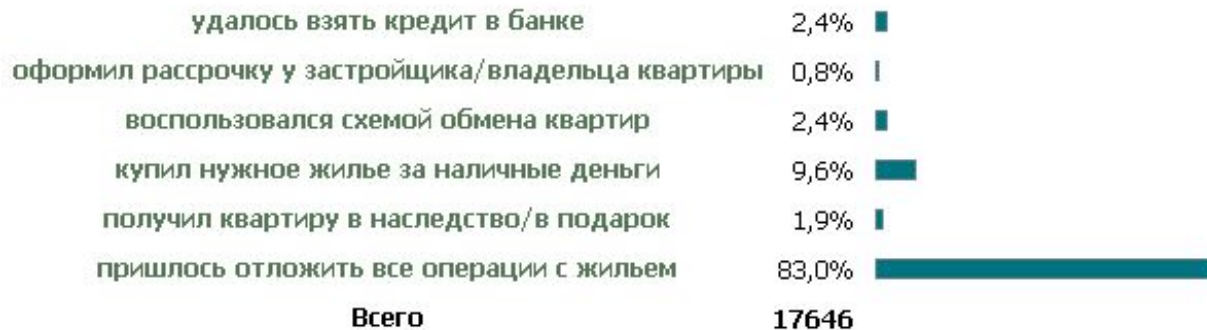 удалось взять кредит в банке 2,4%
оформил рассрочку у застройщика/владельца квартиры 0,8%
воспользовался схемой обмена квартир 2,4%
купил нужное жилье за наличные деньги 9,6%
получил квартиру в наследство/в подарок 1,9%
пришлось отложить все операции с жильем 83,0%
Всего 17646